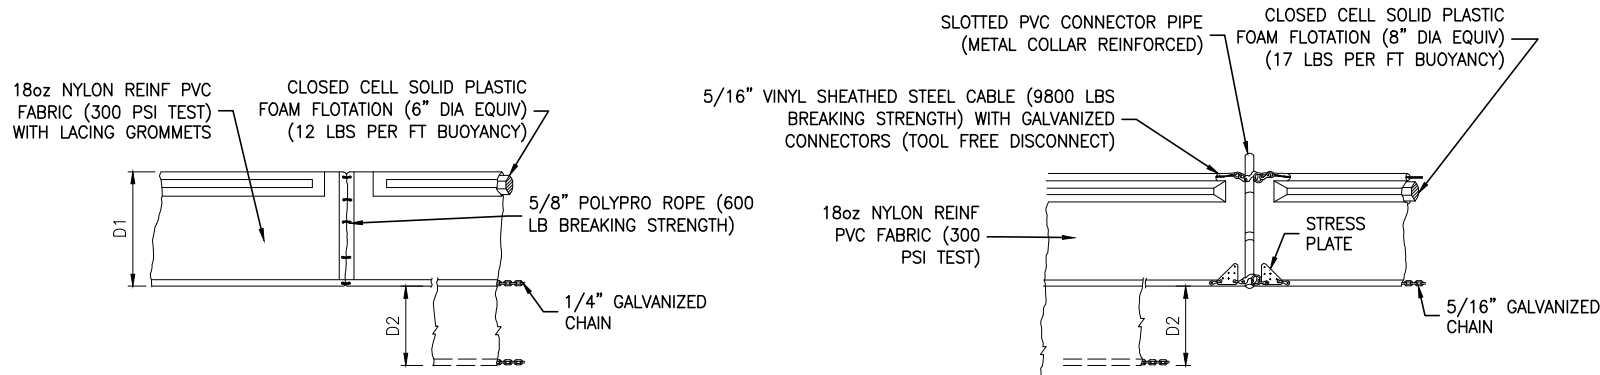 18oz NYLON REINF PVC
FABRIC (300 PSI TEST)
WITH LACING GROMMETS
CLOSED CELL SOLID PLASTIC
FOAM FLOTATION (6" DIA EQUIV)
(12 LBS PER FT BUOYANCY)
D1
5/8" POLYPRO ROPE (600
LB BREAKING STRENGTH)
D2
1/4" GALVANIZED
CHAIN
SLOTTED PVC CONNECTOR PIPE
(METAL COLLAR REINFORCED)
CLOSED CELL SOLID PLASTIC
FOAM FLOTATION (8" DIA EQUIV)
(17 LBS PER FT BUOYANCY)
5/16" VINYL SHEATHED STEEL CABLE (9800 LBS
BREAKING STRENGTH) WITH GALVANIZED
CONNECTORS (TOOL FREE DISCONNECT)
18oz NYLON REINF
PVC FABRIC (300
PSI TEST)
STRESS
PLATE
D2
5/16" GALVANIZED
CHAIN